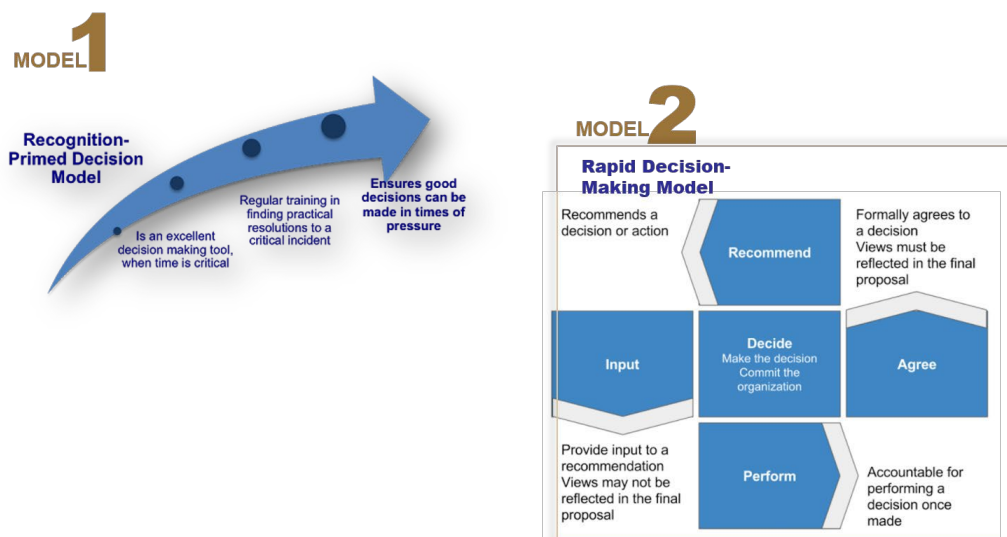 MODEL 1
Recognition-
Primed Decision
Model
Is an excellent
decision making tool,
when time is critical
Regular training in
finding practical
resolutions to a
critical incident
Ensures good
decisions can be
made in times of
pressure
MODEL 2
Rapid Decision-
Making Model
Recommends a
decision or action
Recommend
Formally agrees to
a decision
Views must be
reflected in the final
proposal
Input
Decide
Make the decision
Commit the
organization
Agree
Provide input to a
recommendation
Views may not be
reflected in the final
proposal
Perform
Accountable for
performing a
decision once
made